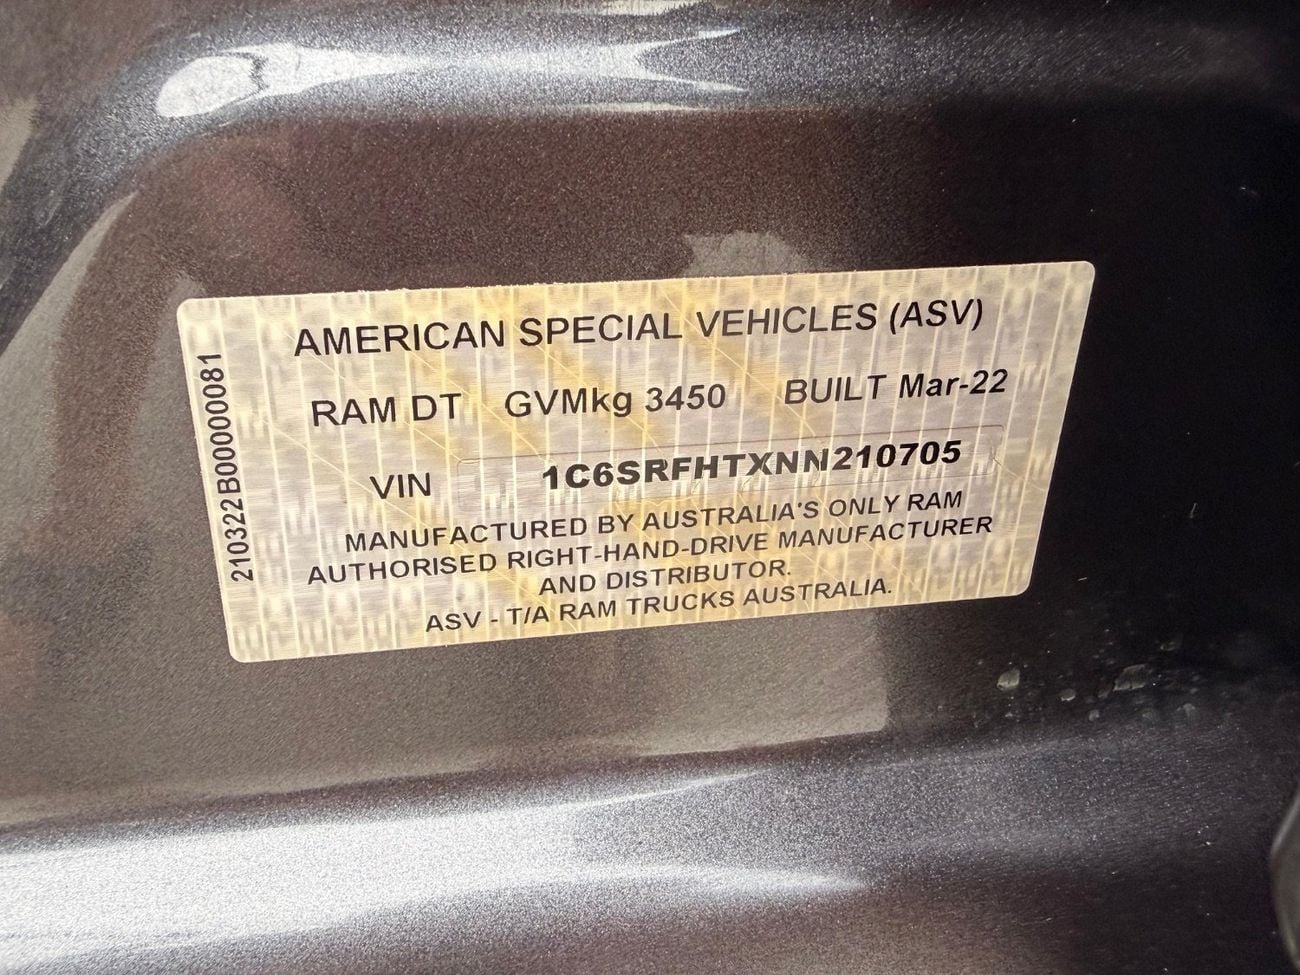 AMERICAN SPECIAL VEHICLES (ASV)
RAM DT GVMkg 3450 BUILT Mar-22
VIN 1C6SRFHTXNN210705
MANUFACTURED BY AUSTRALIA'S ONLY RAM
AUTHORISED RIGHT-HAND-DRIVE MANUFACTURER
AND DISTRIBUTOR.
ASV - T/A RAM TRUCKS AUSTRALIA.
210322B00000081